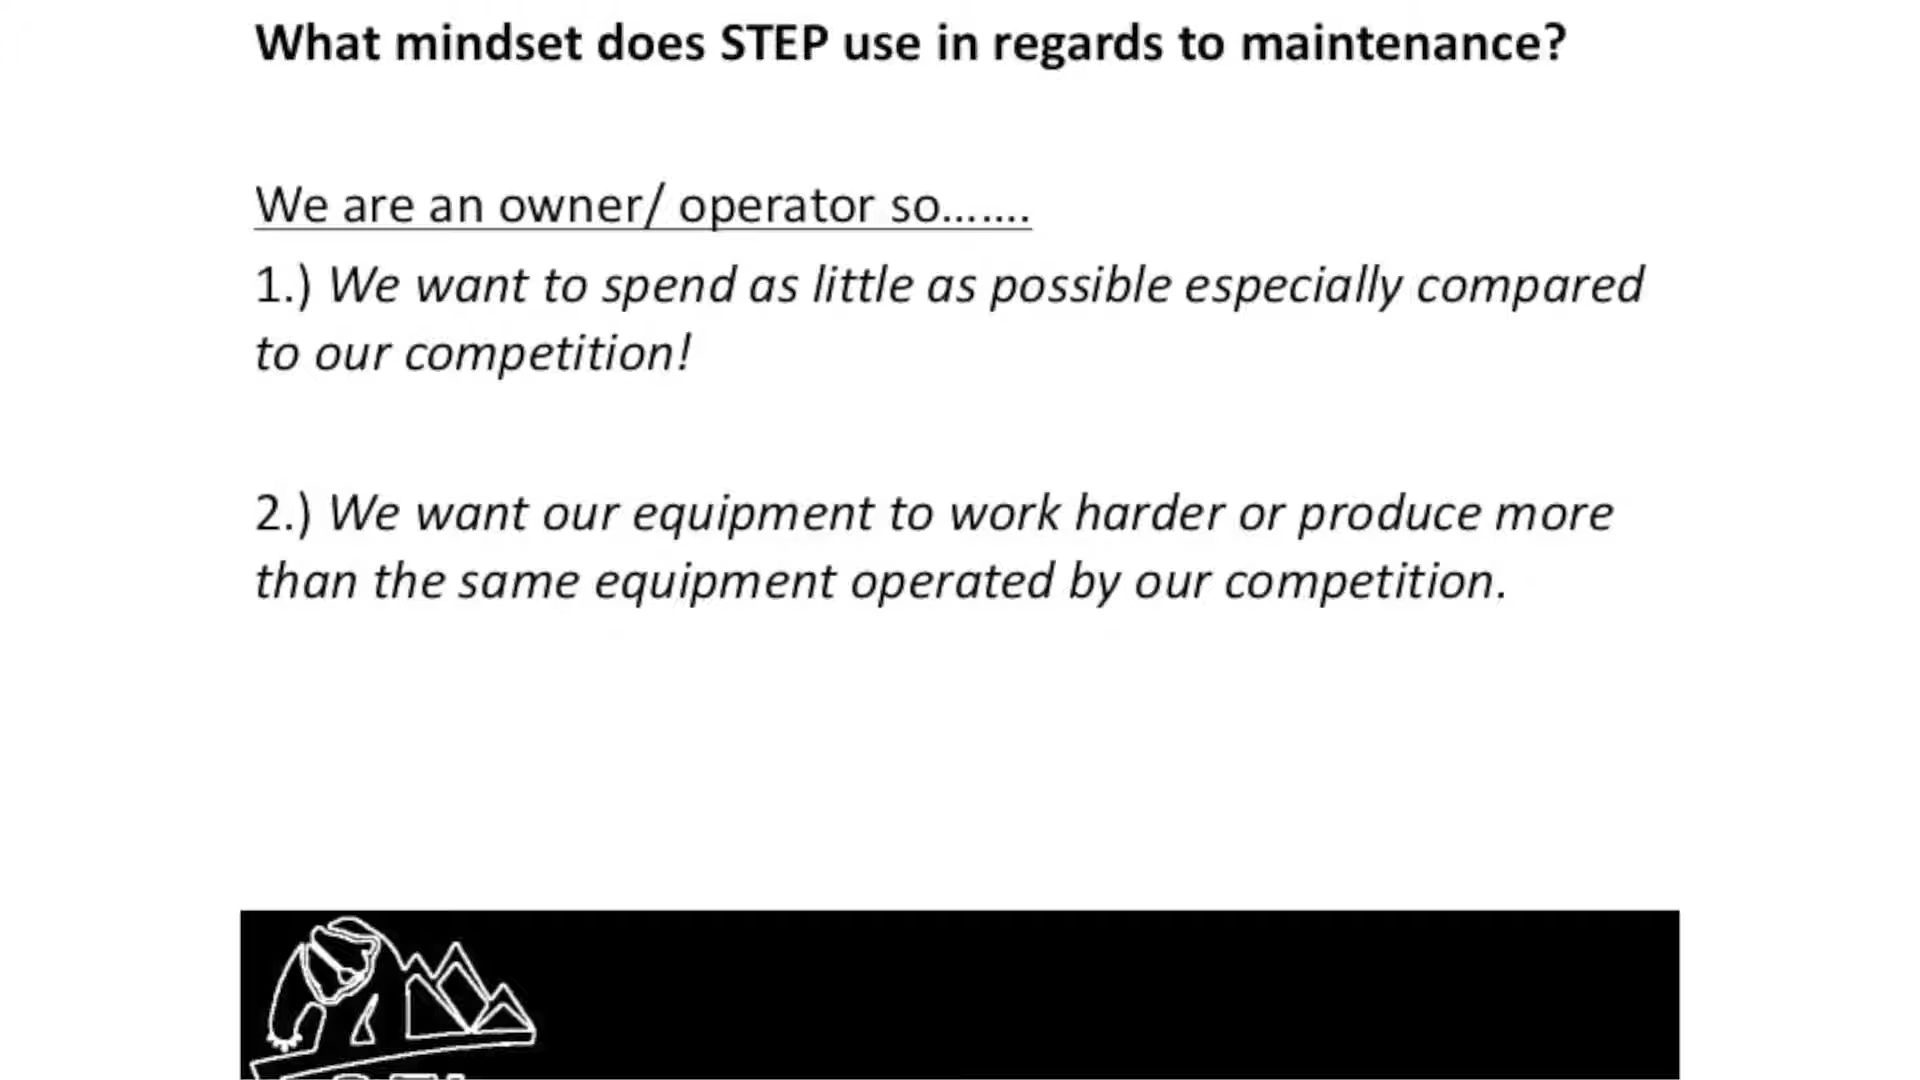 What mindset does STEP use in regards to maintenance?
We are an owner/ operator so.......
1.) We want to spend as little as possible especially compared
to our competition!
2.) We want our equipment to work harder or produce more
than the same equipment operated by our competition.